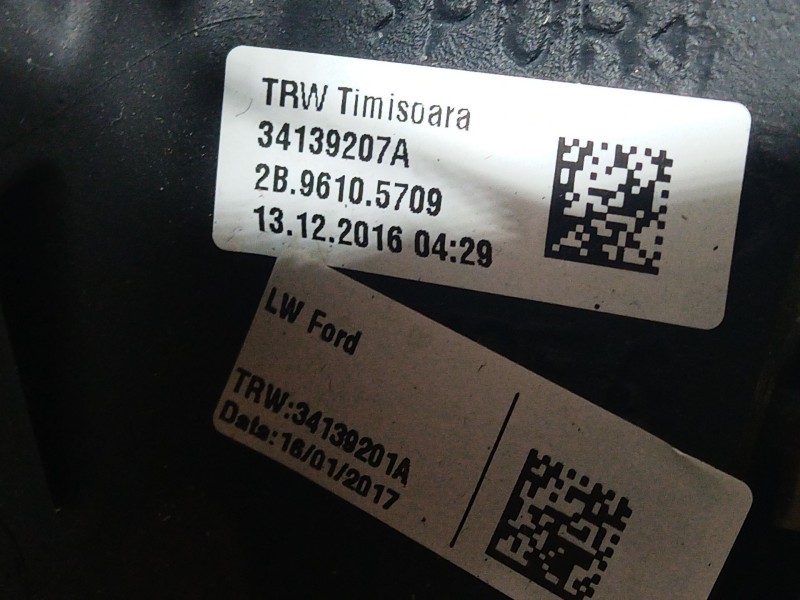 TRW Timisoara
34139207A
2B.9610.5709
13.12.2016 04:29
LW Ford
TRW:34139201A
Data:16/01/2017